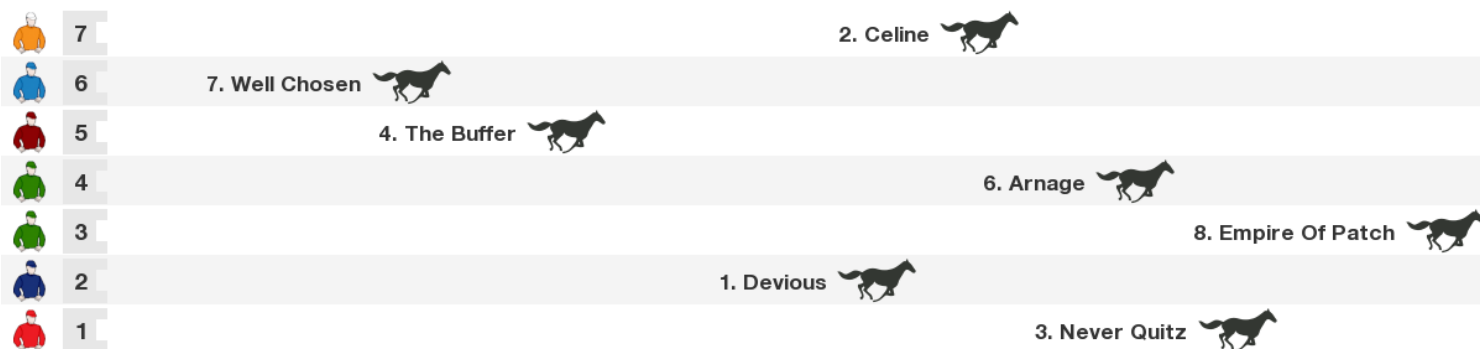 7 2. Celine
6 7. Well Chosen
5 4. The Buffer
4 6. Arnage
3 8. Empire Of Patch
2 1. Devious
1 3. Never Quitz